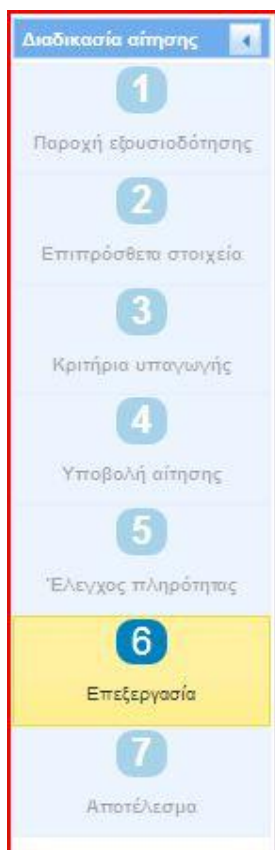 Διαδικασία αίτησης
1
Παροχή εξουσιοδότησης
2
Επιπρόσθετα στοιχεία
3
Κριτήρια υπαγωγής
4
Υποβολή αίτησης
5
Έλεγχος πληρότητας
6
Επεξεργασία
7
Αποτέλεσμα